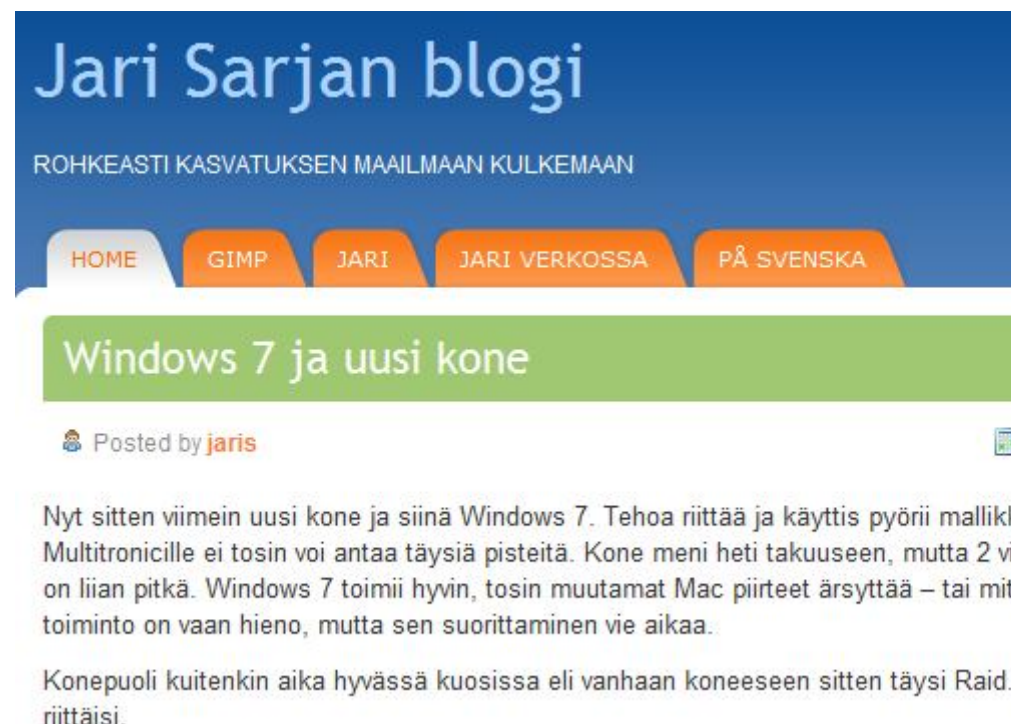 Jari Sarjan blogi
ROHKEASTI KASVATUKSEN MAAILMAAN KULKEMAAN
HOME GIMP JARI JARI VERKOSSA PÅ SVENSKA
Windows 7 ja uusi kone
Posted by jaris
Nyt sitten viimein uusi kone ja siinä Windows 7. Tehoa riittää ja käyttis pyörii
Multitronicille ei tosin voi antaa täysiä pisteitä. Kone meni heti takuuseen, mutta 2
on liian pitkä. Windows 7 toimii hyvin, tosin muutamat Mac piirteet ärsyttää – tai
toiminto on vaan hieno, mutta sen suorittaminen vie aikaa.
Konepuoli kuitenkin aika hyvässä kuosissa eli vanhaan koneeseen sitten täysi Raid.
riittäisi.